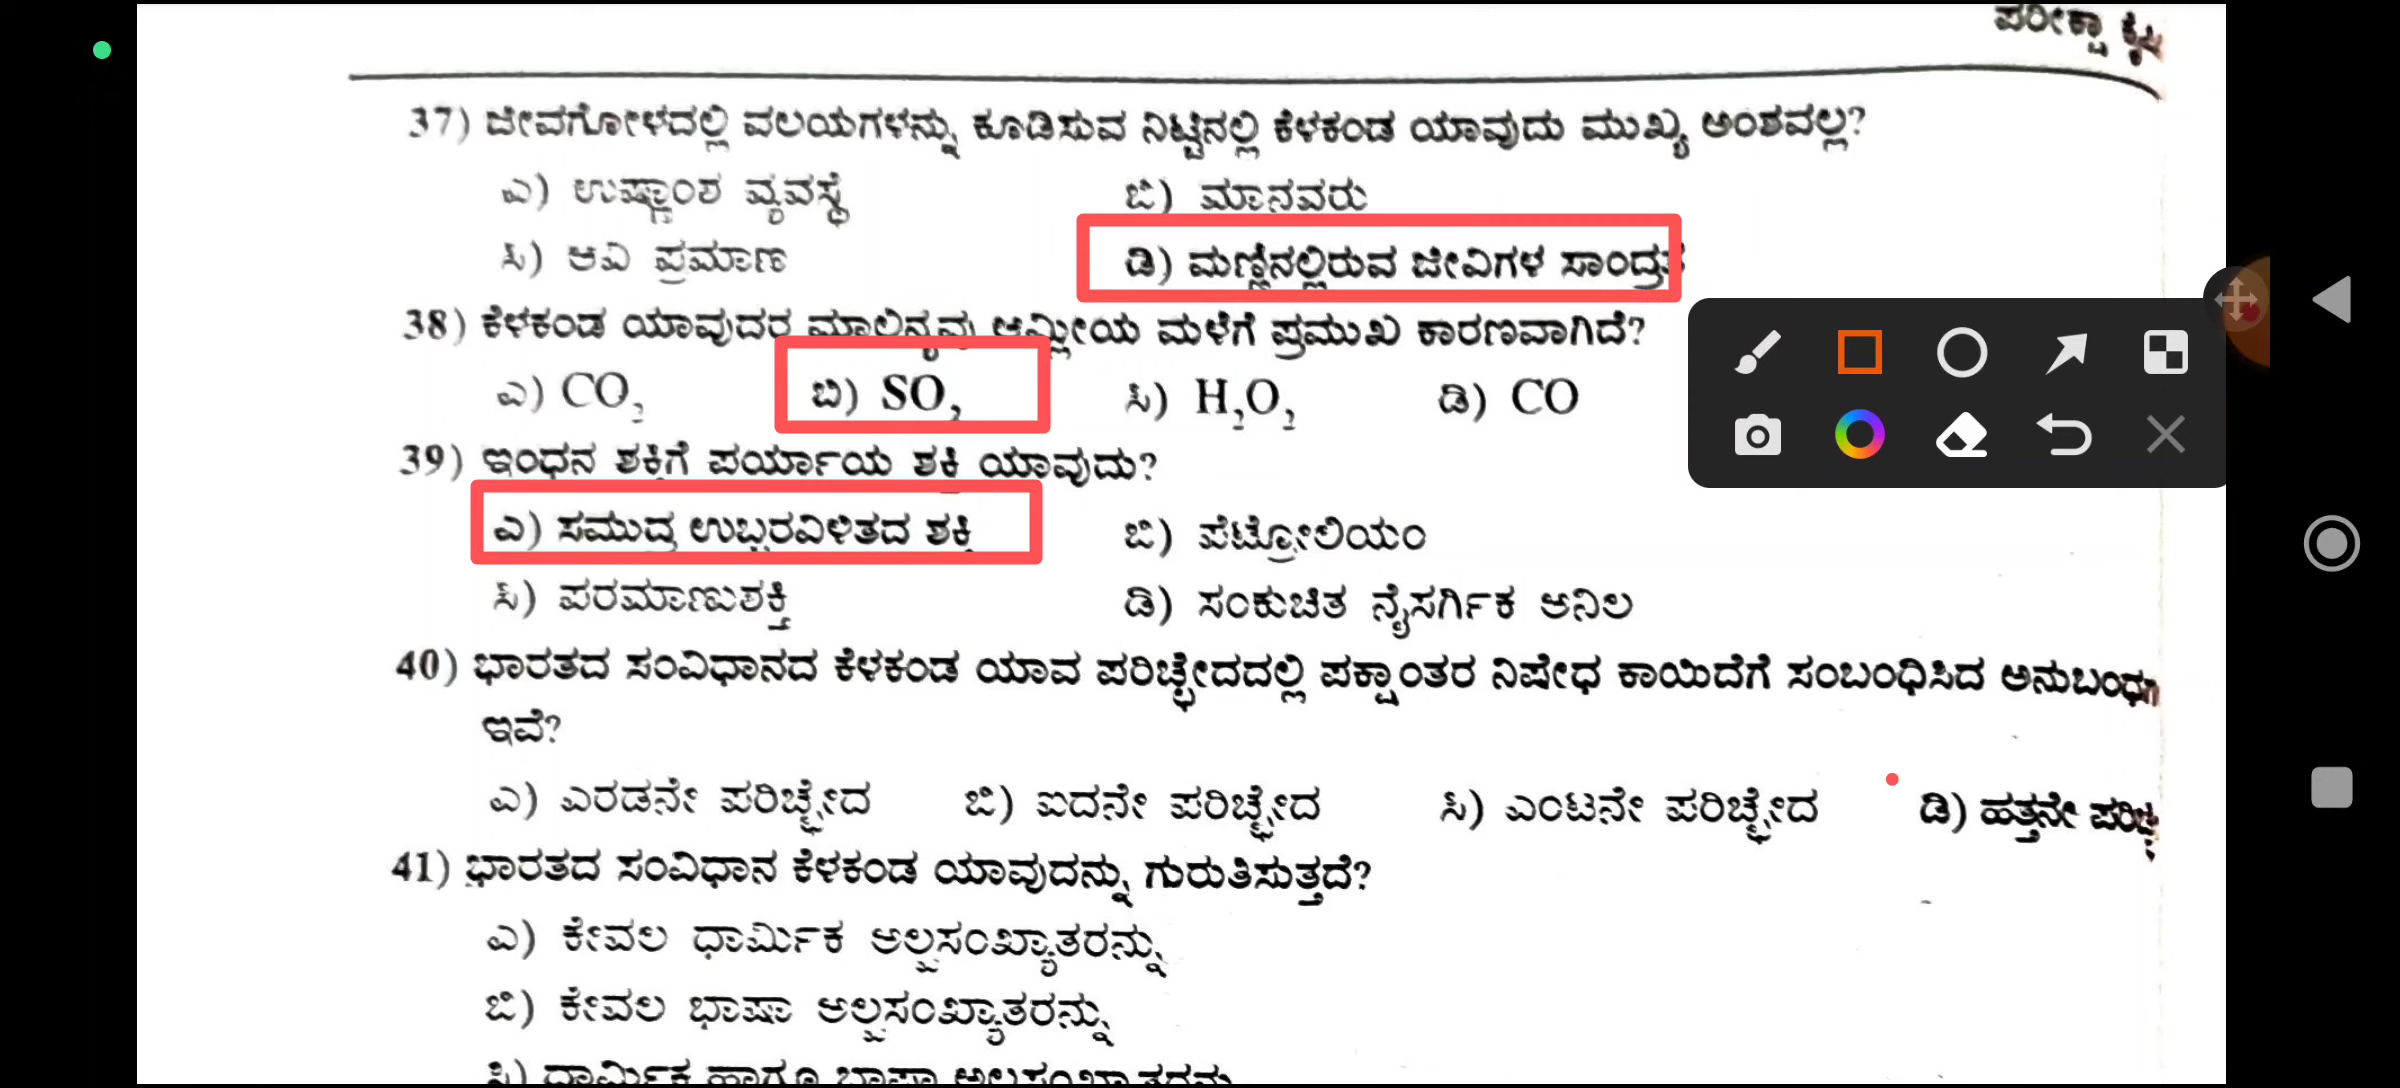 ಪರೀಕ್ಷಾ
37) ಜೀವಗೋಳದಲ್ಲಿ ವಲಯಗಳನ್ನು ಕೂಡಿಸುವ ನಿಟ್ಟಿನಲ್ಲಿ ಕೆಳಕಂಡ ಯಾವುದು ಮುಖ್ಯ ಅಂಶವಲ್ಲ?
ಎ) ಉಷ್ಣಾಂಶ ವ್ಯವಸ್ಥೆ ಬಿ) ಮಾನವರು
ಸಿ) ಆವಿ ಪ್ರಮಾಣ ಡಿ) ಮಣ್ಣಿನಲ್ಲಿರುವ ಜೀವಿಗಳ ಸಾಂದ್ರತೆ
38) ಕೆಳಕಂಡ ಯಾವುದರ ಮಾಲಿನ್ಯವು ಆಮ್ಲೀಯ ಮಳೆಗೆ ಪ್ರಮುಖ ಕಾರಣವಾಗಿದೆ?
ಎ) CO₂ ಬಿ) SO₂ ಸಿ) H₂O₂ ಡಿ) CO
39) ಇಂಧನ ಶಕ್ತಿಗೆ ಪರ್ಯಾಯ ಶಕ್ತಿ ಯಾವುದು?
ಎ) ಸಮುದ್ರ ಉಬ್ಬರವಿಳಿತದ ಶಕ್ತಿ ಬಿ) ಪೆಟ್ರೋಲಿಯಂ
ಸಿ) ಪರಮಾಣುಶಕ್ತಿ ಡಿ) ಸಂಕುಚಿತ ನೈಸರ್ಗಿಕ ಅನಿಲ
40) ಭಾರತದ ಸಂವಿಧಾನದ ಕೆಳಕಂಡ ಯಾವ ಪರಿಚ್ಛೇದದಲ್ಲಿ ಪಕ್ಷಾಂತರ ನಿಷೇಧ ಕಾಯಿದೆಗೆ ಸಂಬಂಧಿಸಿದ
ಇವೆ?
ಎ) ಎರಡನೇ ಪರಿಚ್ಛೇದ ಬಿ) ಐದನೇ ಪರಿಚ್ಛೇದ ಸಿ) ಎಂಟನೇ ಪರಿಚ್ಛೇದ ಡಿ) ಹತ್ತನೇ
41) ಭಾರತದ ಸಂವಿಧಾನ ಕೆಳಕಂಡ ಯಾವುದನ್ನು ಗುರುತಿಸುತ್ತದೆ?
ಎ) ಕೇವಲ ಧಾರ್ಮಿಕ ಅಲ್ಪಸಂಖ್ಯಾತರನ್ನು
ಬಿ) ಕೇವಲ ಭಾಷಾ ಅಲ್ಪಸಂಖ್ಯಾತರನ್ನು
ಸಿ) ಧಾರ್ಮಿಕ ಹಾಗೂ ಭಾಷಾ ಅಲ್ಪಸಂಖ್ಯಾತರನ್ನು